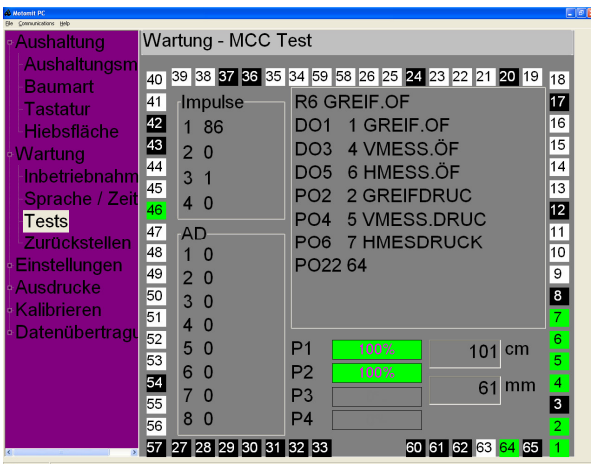 Motomit PC
File Communications Help
Aushaltung
Aushaltungsm
Baumart
Tastatur
Hiebsfläche
Wartung
Inbetriebnahm
Sprache / Zeit
Tests
Zurückstellen
Einstellungen
Ausdrucke
Kalibrieren
Datenübertragu
Wartung - MCC Test
40 39 38 37 36 35 34 59 58 26 25 24 23 22 21 20 19 18
41
42
43
44
45
46
47
48
49
50
51
52
53
54
55
56
Impulse
1 86
2 0
3 1
4 0
AD
1 0
2 0
3 0
4 0
5 0
6 0
7 0
8 0
R6 GREIF.OF
DO1 1 GREIF.OF
DO3 4 VMESS.ÖF
DO5 6 HMESS.ÖF
PO2 2 GREIFDRUC
PO4 5 VMESS.DRUC
PO6 7 HMESDRUCK
PO22 64
P1 100% 101 cm
P2 100%
P3 61 mm
P4
17
16
15
14
13
12
11
10
9
8
7
6
5
4
3
2
57 27 28 29 30 31 32 33 60 61 62 63 64 65 1